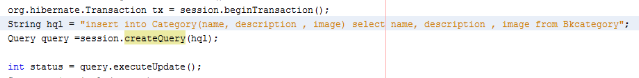 org.hibernate.Transaction tx = session.beginTransaction();
String hql = "insert into Category(name, description , image) select name, description , image from Bkcategory";
Query query =session.createQuery(hql);
int status = query.executeUpdate();